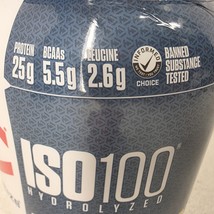 PROTEIN BCAAs LEUCINE
25g 5.5g 2.6g
INFORMED
CHOICE
BANNED
SUBSTANCE
TESTED
ISO100
HYDROLYZED